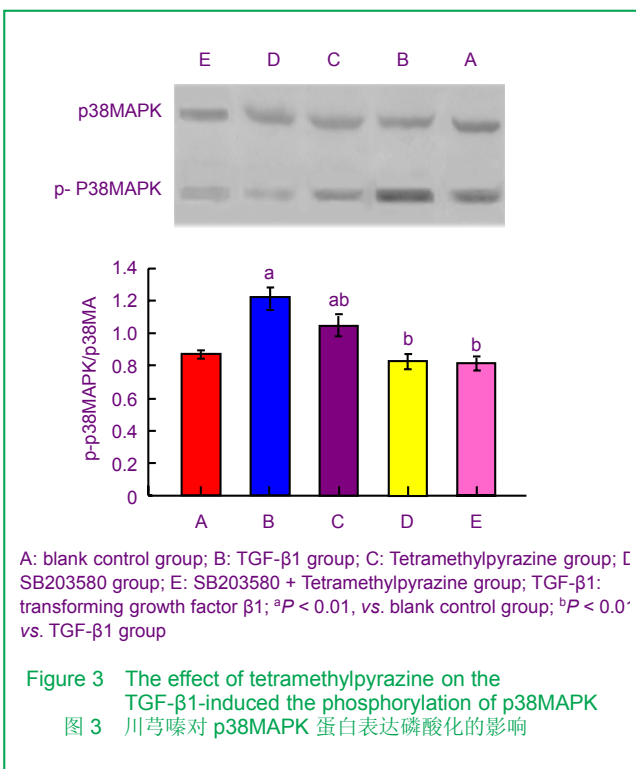 E D C B A
p38MAPK
p- P38MAPK
1.4
1.2
1.0
0.8
0.6
0.4
0.2
0
p-p38MAPK/p38MA
a
ab
b
b
A B C D E
A: blank control group; B: TGF-β1 group; C: Tetramethylpyrazine group; D
SB203580 group; E: SB203580 + Tetramethylpyrazine group; TGF-β1:
transforming growth factor β1; ᵃP < 0.01, vs. blank control group; ᵇP < 0.01
vs. TGF-β1 group
Figure 3 The effect of tetramethylpyrazine on the
TGF-β1-induced the phosphorylation of p38MAPK
图 3 川芎嗪对 p38MAPK 蛋白表达磷酸化的影响